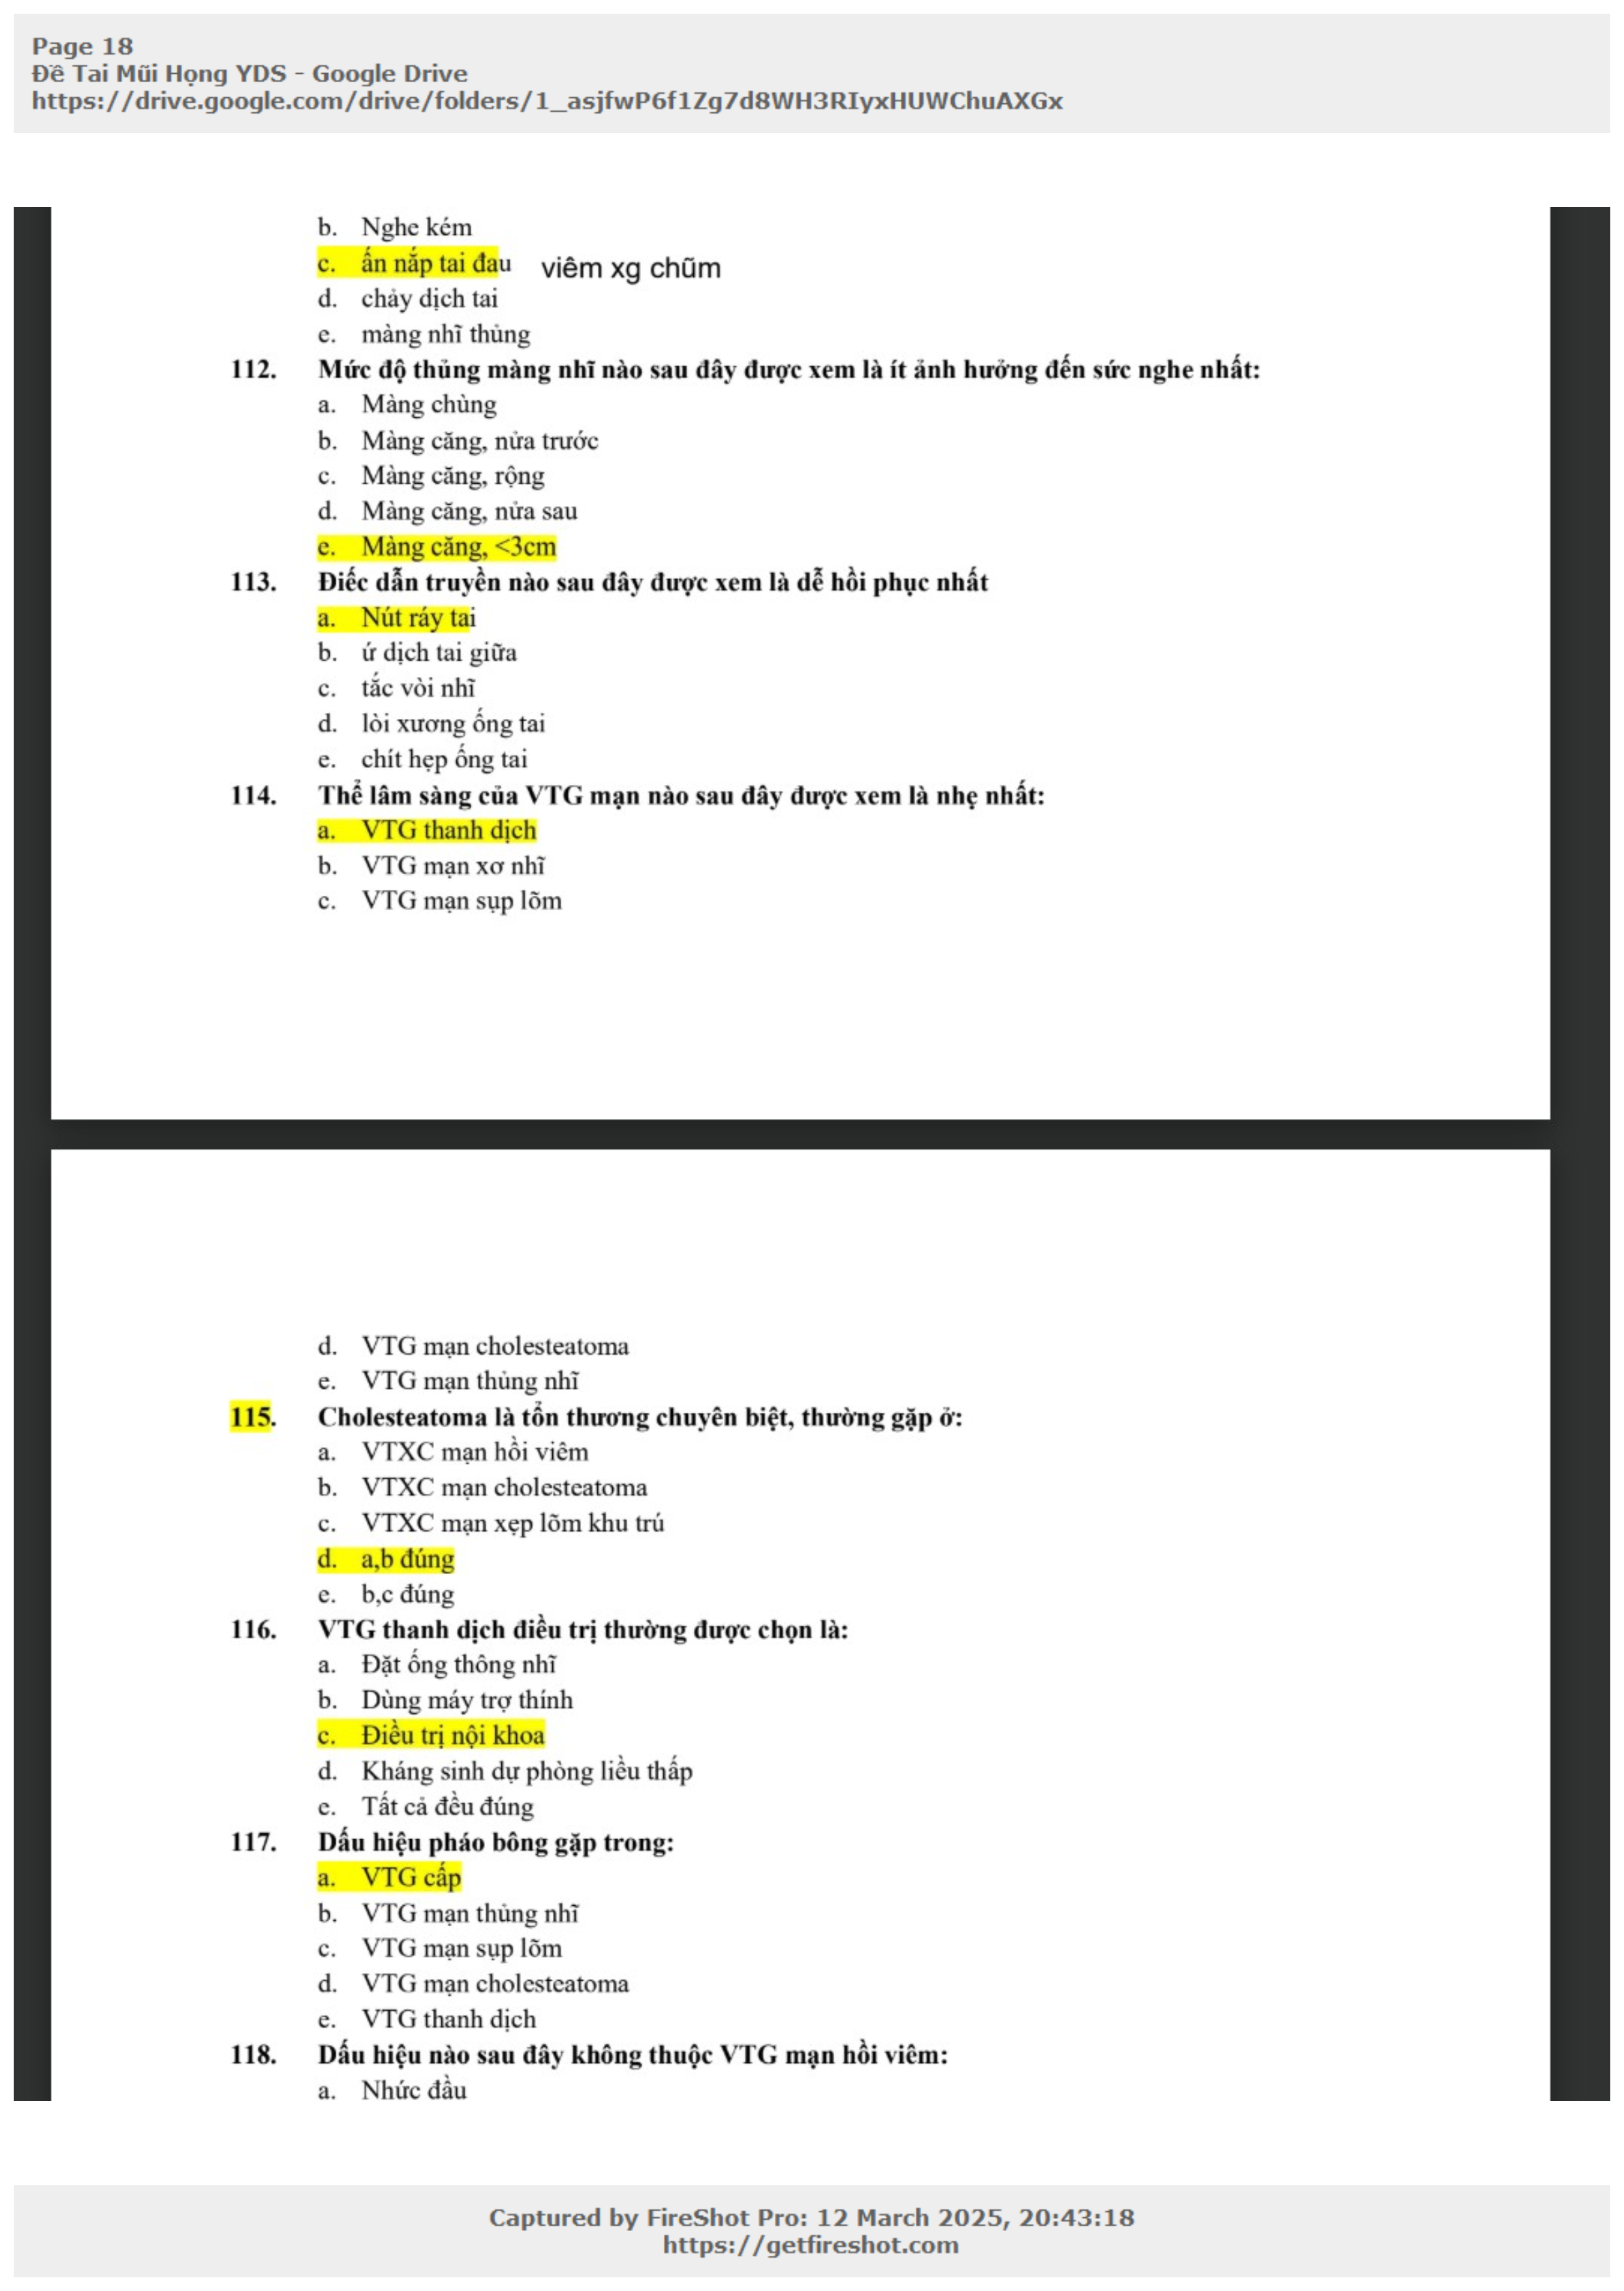 Page 18
Đề Tai Mũi Họng YDS - Google Drive
https://drive.google.com/drive/folders/1_asjfwP6f1Zg7d8WH3RIyxHUWChuAXGx
b. Nghe kém
c. ấn nắp tai đau viêm xg chũm
d. chảy dịch tai
e. màng nhĩ thủng
112. Mức độ thủng màng nhĩ nào sau đây được xem là ít ảnh hưởng đến sức nghe nhất:
a. Màng chùng
b. Màng căng, nửa trước
c. Màng căng, rộng
d. Màng căng, nửa sau
e. Màng căng, <3cm
113. Điếc dẫn truyền nào sau đây được xem là dễ hồi phục nhất
a. Nút ráy tai
b. ứ dịch tai giữa
c. tắc vòi nhĩ
d. lòi xương ống tai
e. chít hẹp ống tai
114. Thể lâm sàng của VTG mạn nào sau đây được xem là nhẹ nhất:
a. VTG thanh dịch
b. VTG mạn xơ nhĩ
c. VTG mạn sụp lõm
d. VTG mạn cholesteatoma
e. VTG mạn thủng nhĩ
115. Cholesteatoma là tổn thương chuyên biệt, thường gặp ở:
a. VTXC mạn hồi viêm
b. VTXC mạn cholesteatoma
c. VTXC mạn xẹp lõm khu trú
d. a,b đúng
e. b,c đúng
116. VTG thanh dịch điều trị thường được chọn là:
a. Đặt ống thông nhĩ
b. Dùng máy trợ thính
c. Điều trị nội khoa
d. Kháng sinh dự phòng liều thấp
e. Tất cả đều đúng
117. Dấu hiệu pháo bông gặp trong:
a. VTG cấp
b. VTG mạn thủng nhĩ
c. VTG mạn sụp lõm
d. VTG mạn cholesteatoma
e. VTG thanh dịch
118. Dấu hiệu nào sau đây không thuộc VTG mạn hồi viêm:
a. Nhức đầu
Captured by FireShot Pro: 12 March 2025, 20:43:18
https://getfireshot.com